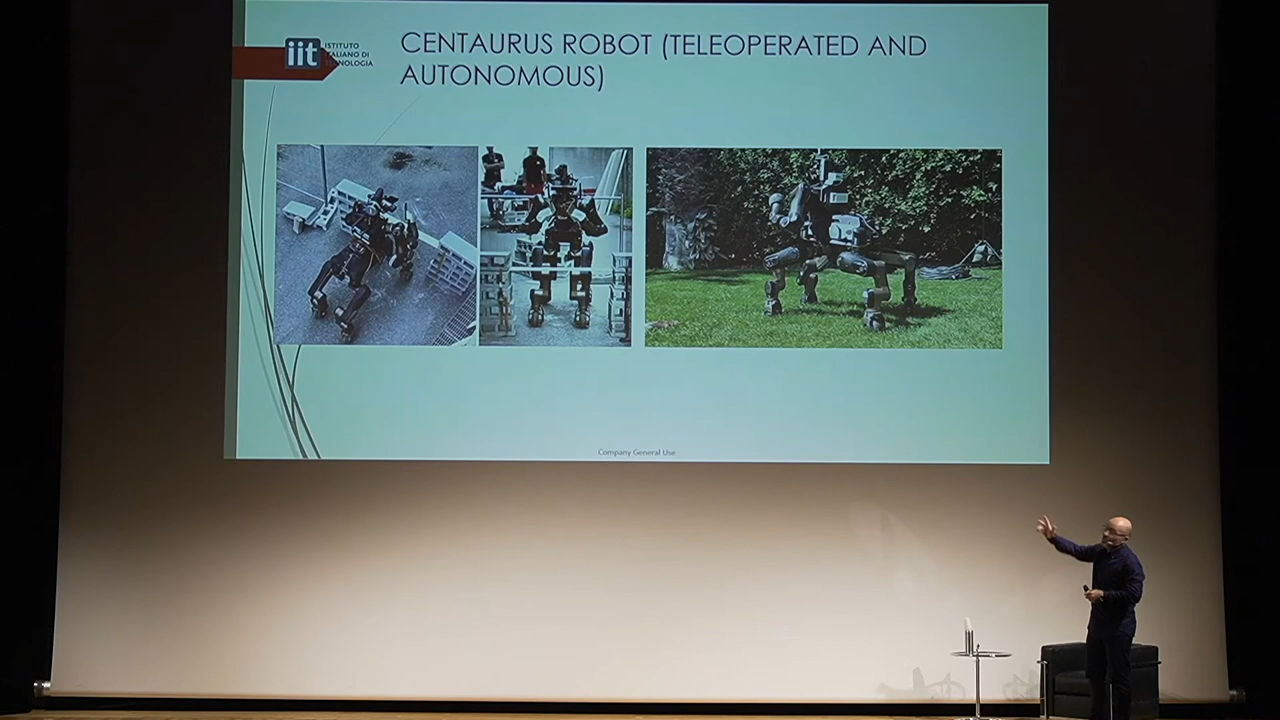 iit ISTITUTO
ITALIANO DI
TECNOLOGIA
CENTAURUS ROBOT (TELEOPERATED AND
AUTONOMOUS)
Company General Use